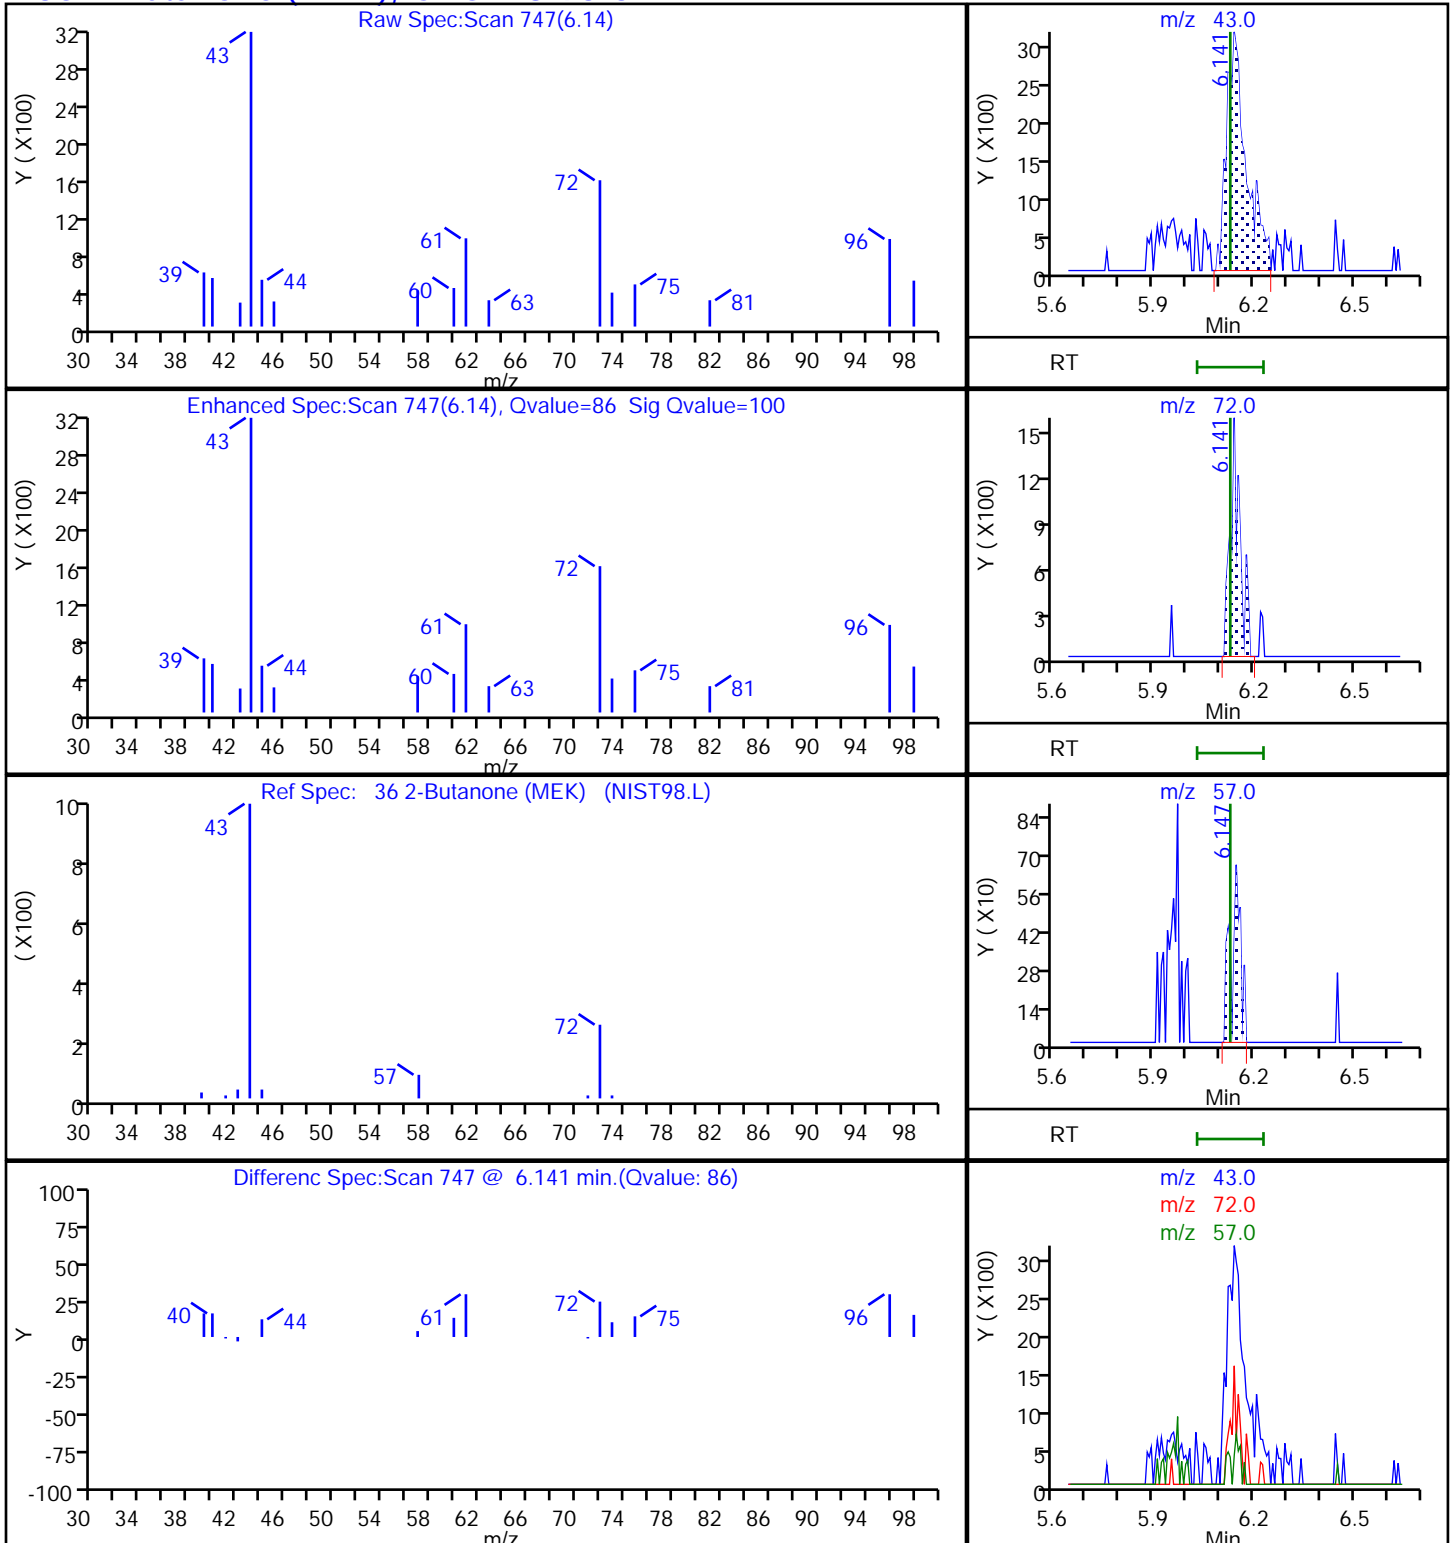 Raw Spec:Scan 747(6.14)
Y ( X100)
32
28
24
20
16
12
8
4
0
43
39
44
60
61
63
72
75
81
96
30 34 38 42 46 50 54 58 62 66 70 74 78 82 86 90 94 98
m/z
m/z 43.0
Y ( X100)
30
25
20
15
10
5
0
6.141
5.6 5.9 6.2 6.5
Min
RT
Enhanced Spec:Scan 747(6.14), Qvalue=86 Sig Qvalue=100
Y ( X100)
32
28
24
20
16
12
8
4
0
43
39
44
60
61
63
72
75
81
96
30 34 38 42 46 50 54 58 62 66 70 74 78 82 86 90 94 98
m/z
m/z 72.0
Y ( X100)
15
12
9
6
3
0
6.141
5.6 5.9 6.2 6.5
Min
RT
Ref Spec: 36 2-Butanone (MEK) (NIST98.L)
( X100)
10
8
6
4
2
0
43
57
72
30 34 38 42 46 50 54 58 62 66 70 74 78 82 86 90 94 98
m/z 57.0
Y ( X10)
84
70
56
42
28
14
0
6.147
5.6 5.9 6.2 6.5
Min
RT
Differenc Spec:Scan 747 @ 6.141 min.(Qvalue: 86)
Y
100
75
50
25
0
-25
-50
-75
-100
40
44
61
72
75
96
30 34 38 42 46 50 54 58 62 66 70 74 78 82 86 90 94 98
m/z
m/z 43.0
m/z 72.0
m/z 57.0
Y ( X100)
30
25
20
15
10
5
0
5.6 5.9 6.2 6.5
Min